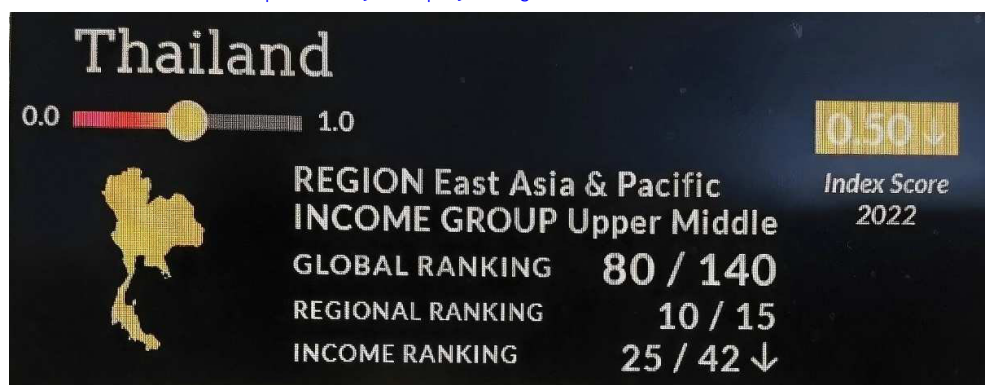 Thailand
0.0 1.0
0.50 ↓
Index Score
2022
REGION East Asia & Pacific
INCOME GROUP Upper Middle
GLOBAL RANKING 80 / 140
REGIONAL RANKING 10 / 15
INCOME RANKING 25 / 42 ↓